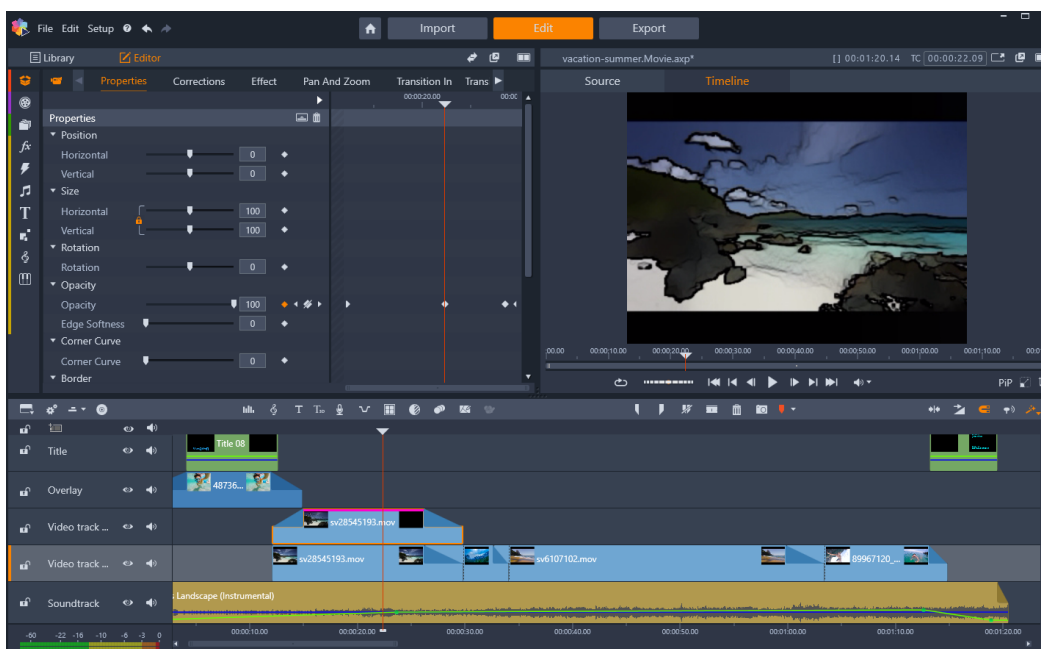 File Edit Setup
Import Edit Export
Library Editor
vacation-summer.Movie.axp* [] 00:01:20.14 TC 00:00:22.09
Properties Corrections Effect Pan And Zoom Transition In Trans
Source Timeline
00:00:20.00 00:0
Properties
Position
Horizontal 0
Vertical 0
Size
Horizontal 100
Vertical 100
Rotation
Rotation 0
Opacity
Opacity 100
Edge Softness 0
Corner Curve
Corner Curve 0
Border
00.00 00:00:10.00 00:00:20.00 00:00:30.00 00:00:40.00 00:00:50.00 00:01:00.00 00:01:10.00 00:0
PiP
Title Title 08
Overlay 48736...
Video track ... sv28545193.mov
Video track ... sv28545193.mov sv6107102.mov 89967120_...
Soundtrack Landscape (Instrumental)
-60 -22 -16 -10 -6 -3 0 00:00:10.00 00:00:20.00 00:00:30.00 00:00:40.00 00:00:50.00 00:01:00.00 00:01:10.00 00:01:20.00